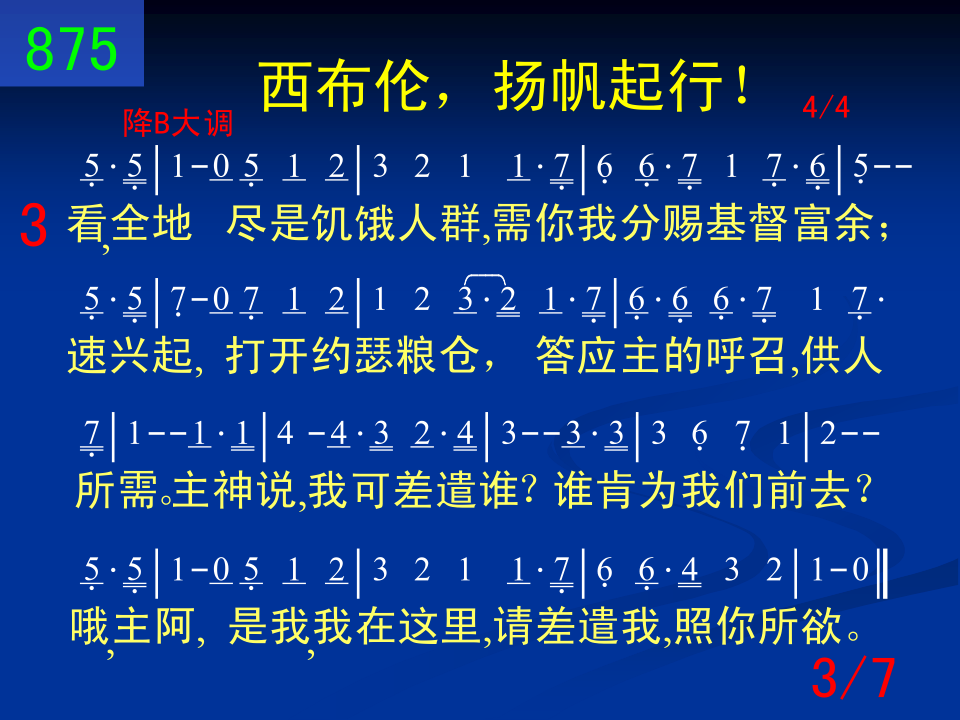 875
西布伦，扬帆起行！
降B大调
4/4
5·5|1-0 5 1 2|3 2 1 1·7|6 6·7 1 7·6|5--
3
看,全地 尽是饥饿人群,需你我分赐基督富余；
5·5|7-0 7 1 2|1 2 3·2 1·7|6·6 6·7 1 7·
速兴起, 打开约瑟粮仓， 答应主的呼召,供人
7|1--1·1|4-4·3 2·4|3--3·3|3 6 7 1|2--
所需。主神说,我可差遣谁？谁肯为我们前去？
5·5|1-0 5 1 2|3 2 1 1·7|6 6·4 3 2|1-0‖
哦,主阿, 是我,我在这里,请差遣我,照你所欲。
3/7